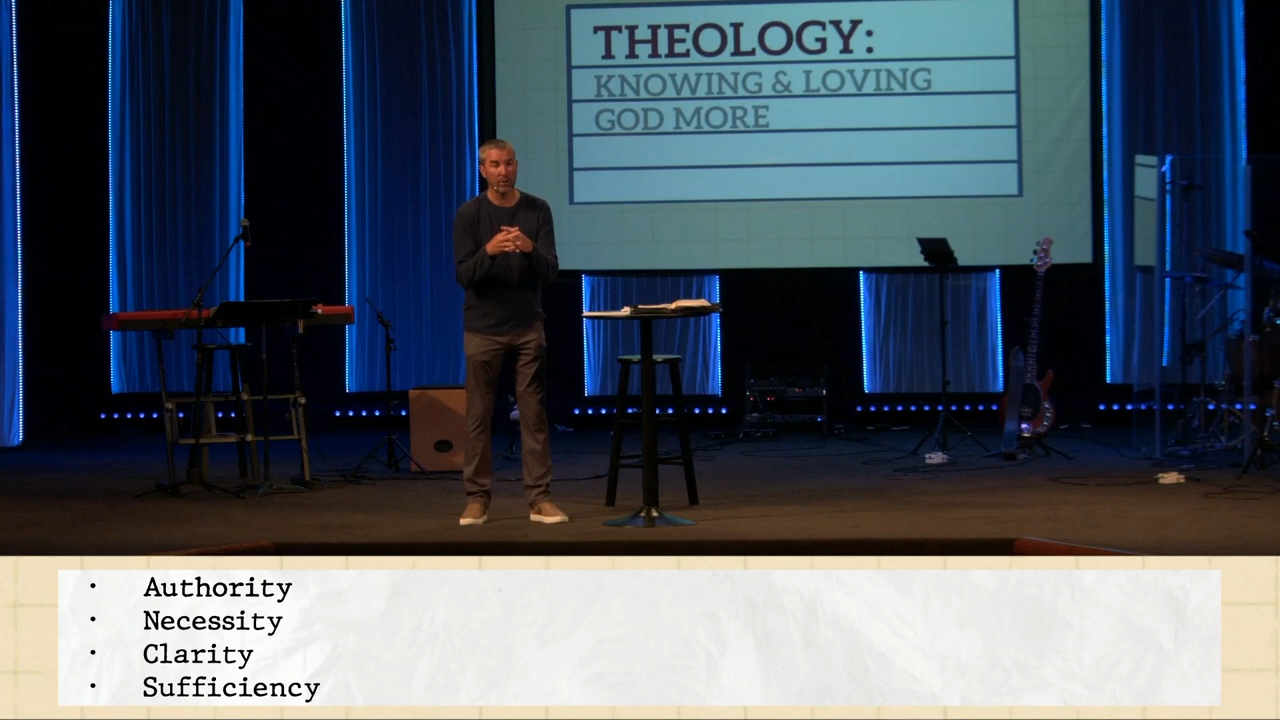 THEOLOGY:
KNOWING & LOVING
GOD MORE
• Authority
• Necessity
• Clarity
• Sufficiency